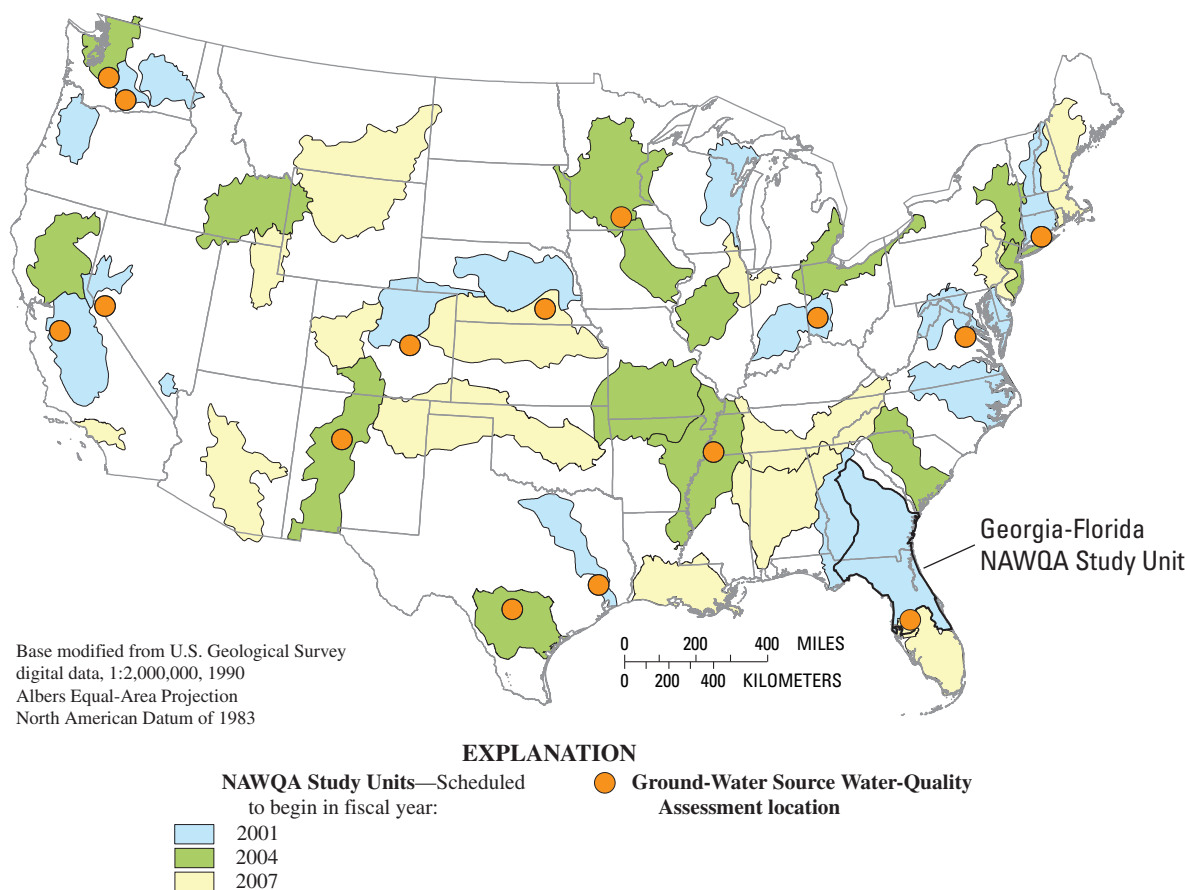 Georgia-Florida
NAWQA Study Unit
Base modified from U.S. Geological Survey
digital data, 1:2,000,000, 1990
Albers Equal-Area Projection
North American Datum of 1983
0 200 400 MILES
0 200 400 KILOMETERS
EXPLANATION
NAWQA Study Units—Scheduled
to begin in fiscal year:
2001
2004
2007
Ground-Water Source Water-Quality
Assessment location